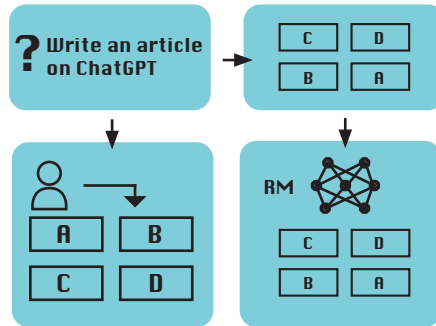 ? Write an article
on ChatGPT
C D
B A
A B
C D
RM
C D
B A